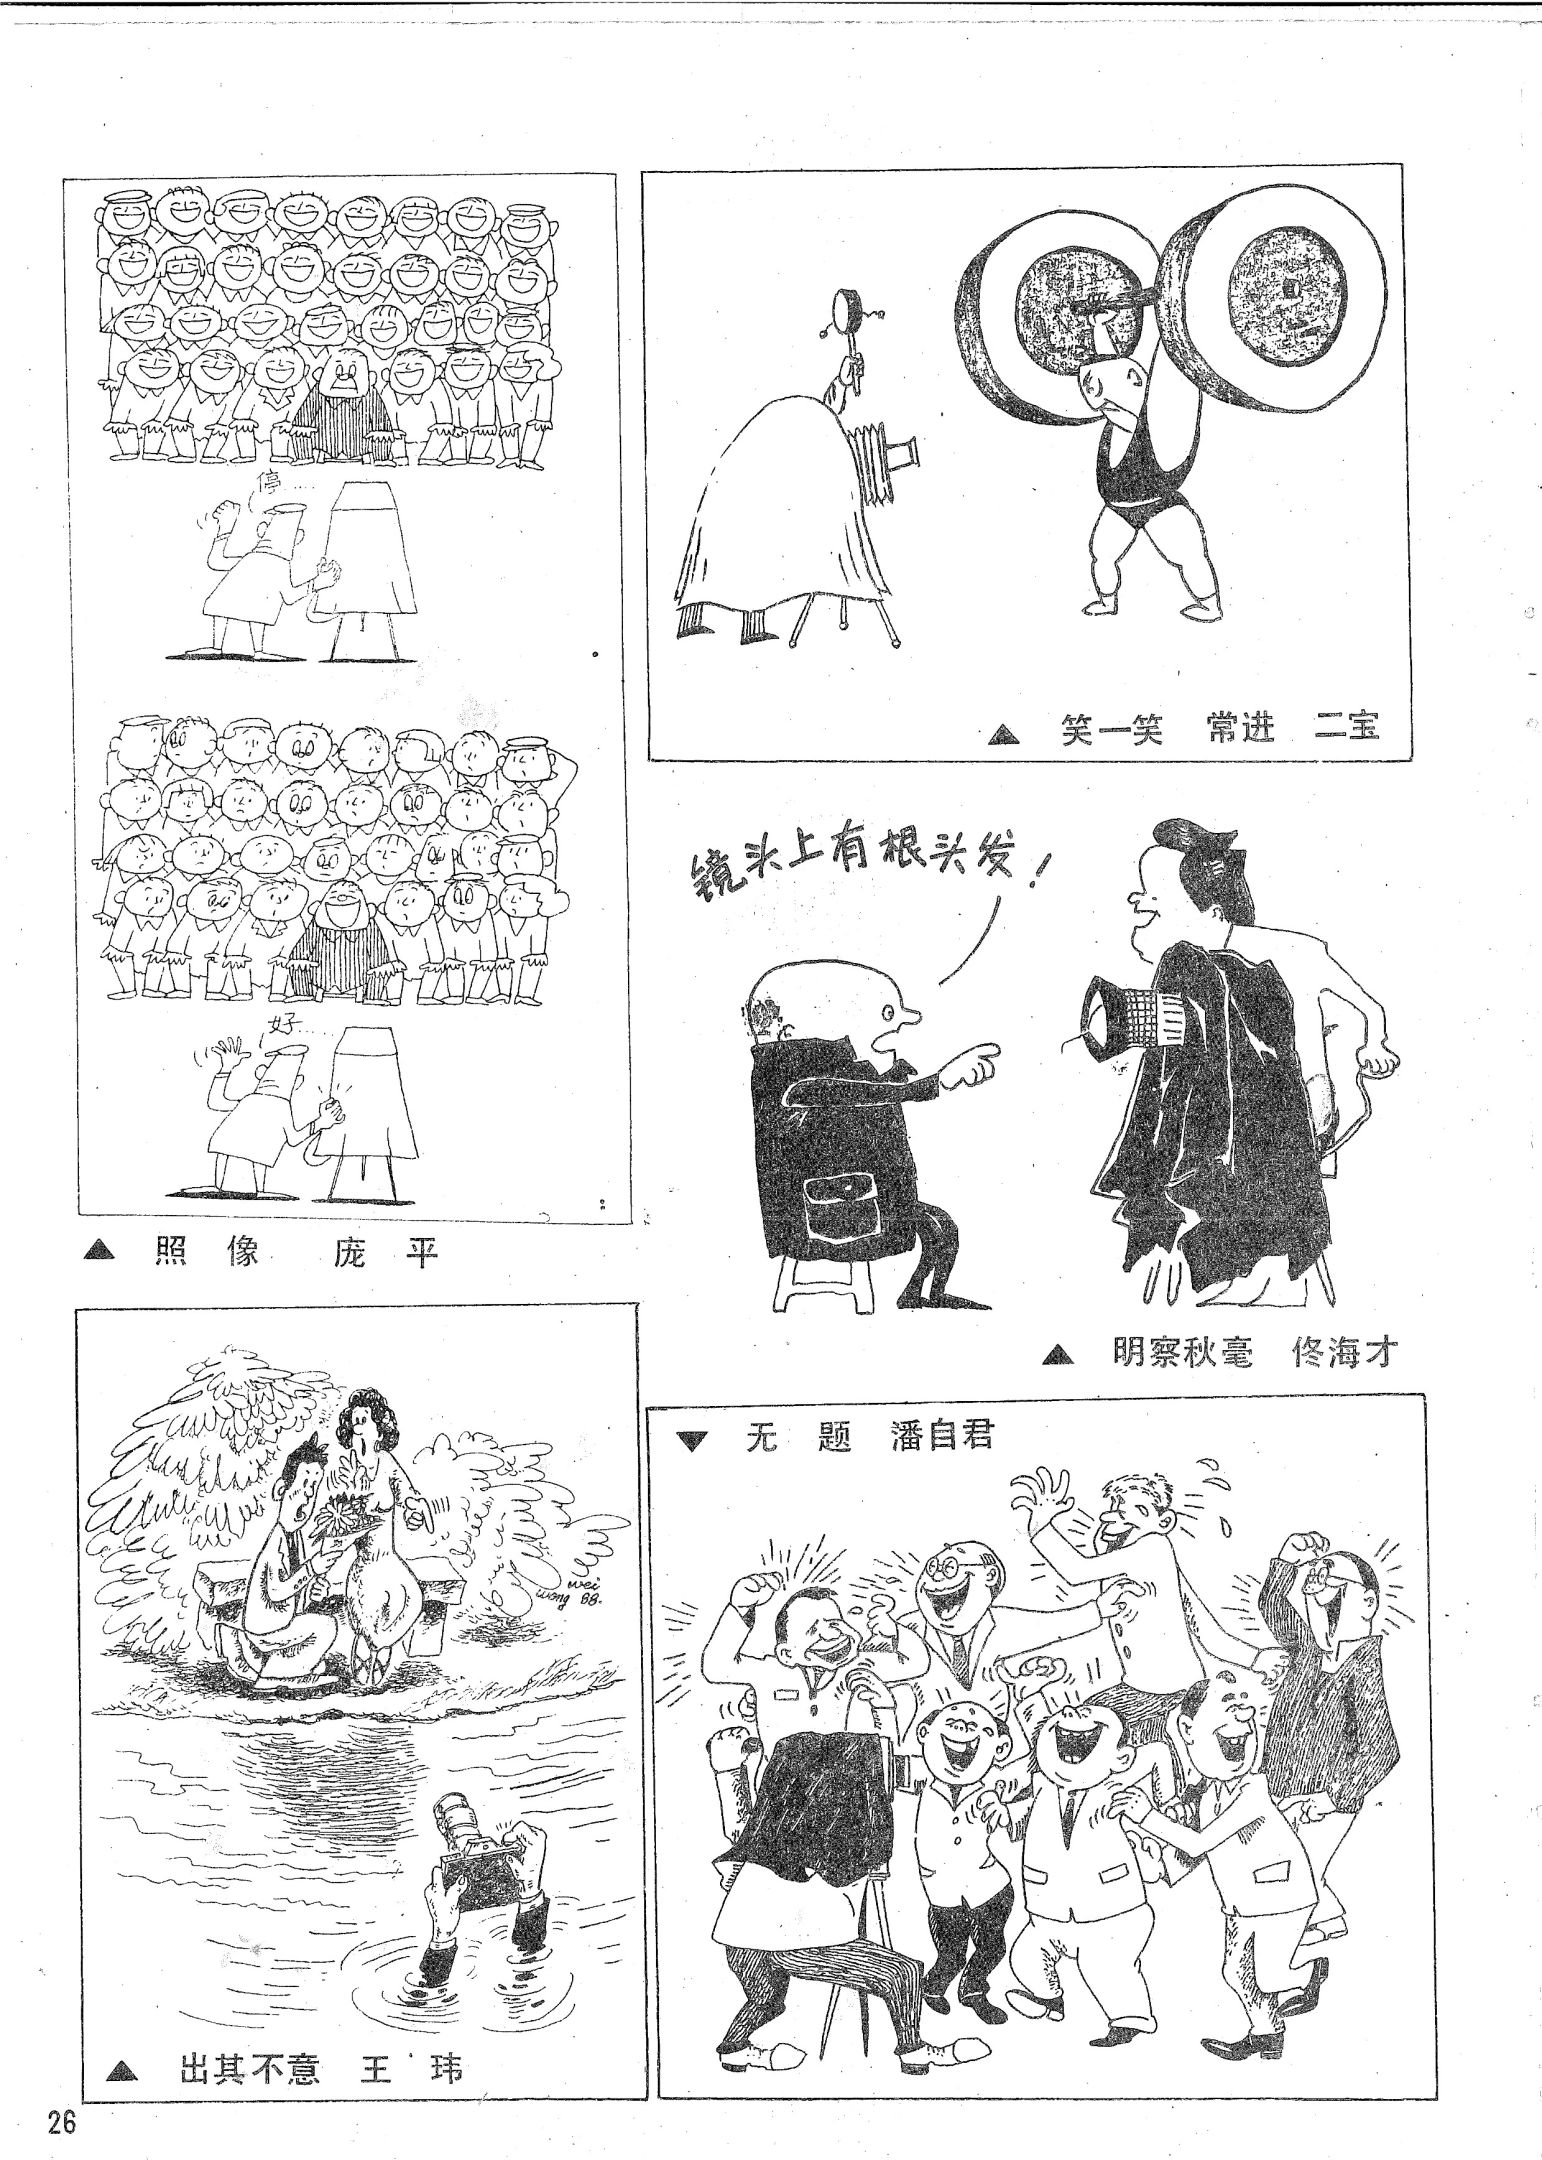 停……
好……
▲ 照像 庞平
▲ 笑一笑 常进 二宝
镜头上有根头发！
▲ 明察秋毫 佟海才
wong wei
88.
▲ 出其不意 王玮
▼ 无题 潘自君
26